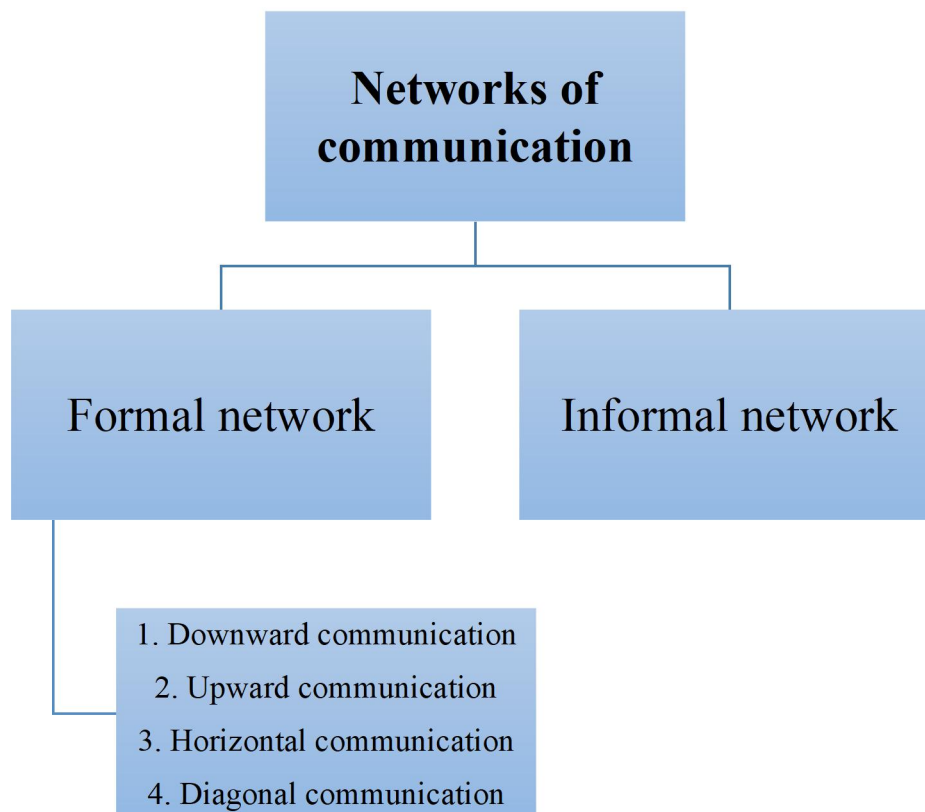 Networks of
communication
Formal network
Informal network
1. Downward communication
2. Upward communication
3. Horizontal communication
4. Diagonal communication